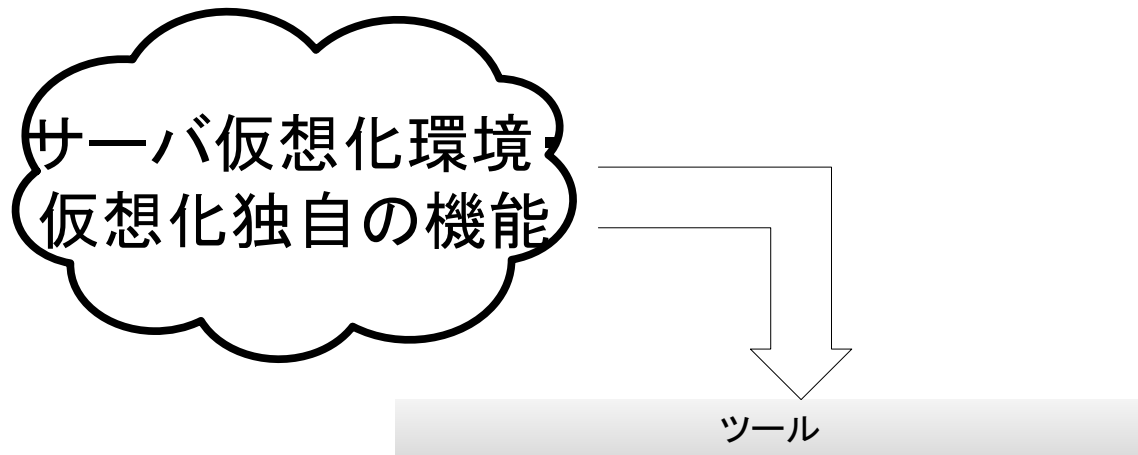 サーバ仮想化環境・
仮想化独自の機能
ツール